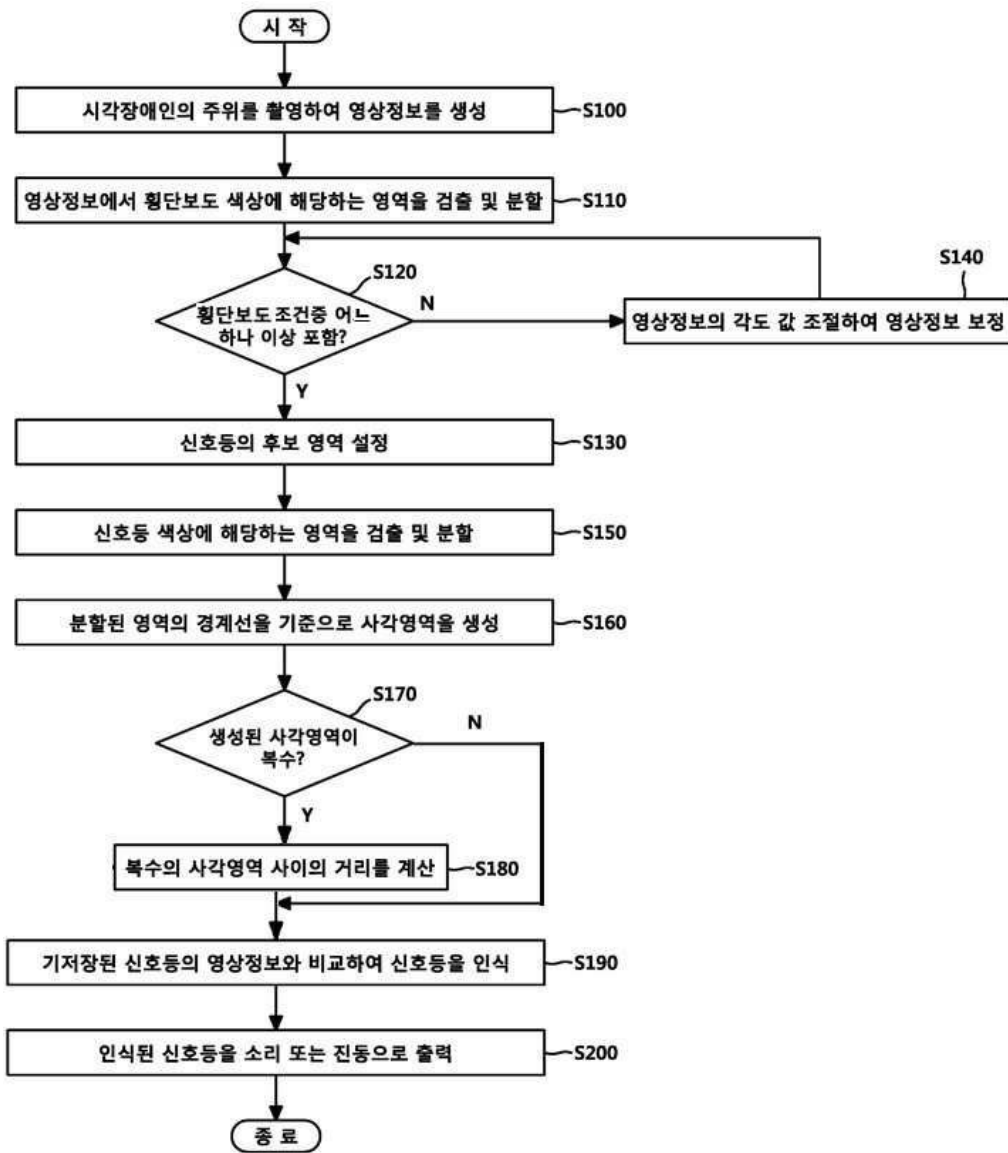 시 작
시각장애인의 주위를 촬영하여 영상정보를 생성
S100
영상정보에서 횡단보도 색상에 해당하는 영역을 검출 및 분할
S110
S120
횡단보도 조건중 어느
하나 이상 포함?
N
S140
영상정보의 각도 값 조절하여 영상정보 보정
Y
신호등의 후보 영역 설정
S130
신호등 색상에 해당하는 영역을 검출 및 분할
S150
분할된 영역의 경계선을 기준으로 사각영역을 생성
S160
S170
생성된 사각영역이
복수?
N
Y
복수의 사각영역 사이의 거리를 계산
S180
기저장된 신호등의 영상정보와 비교하여 신호등을 인식
S190
인식된 신호등을 소리 또는 진동으로 출력
S200
종 료